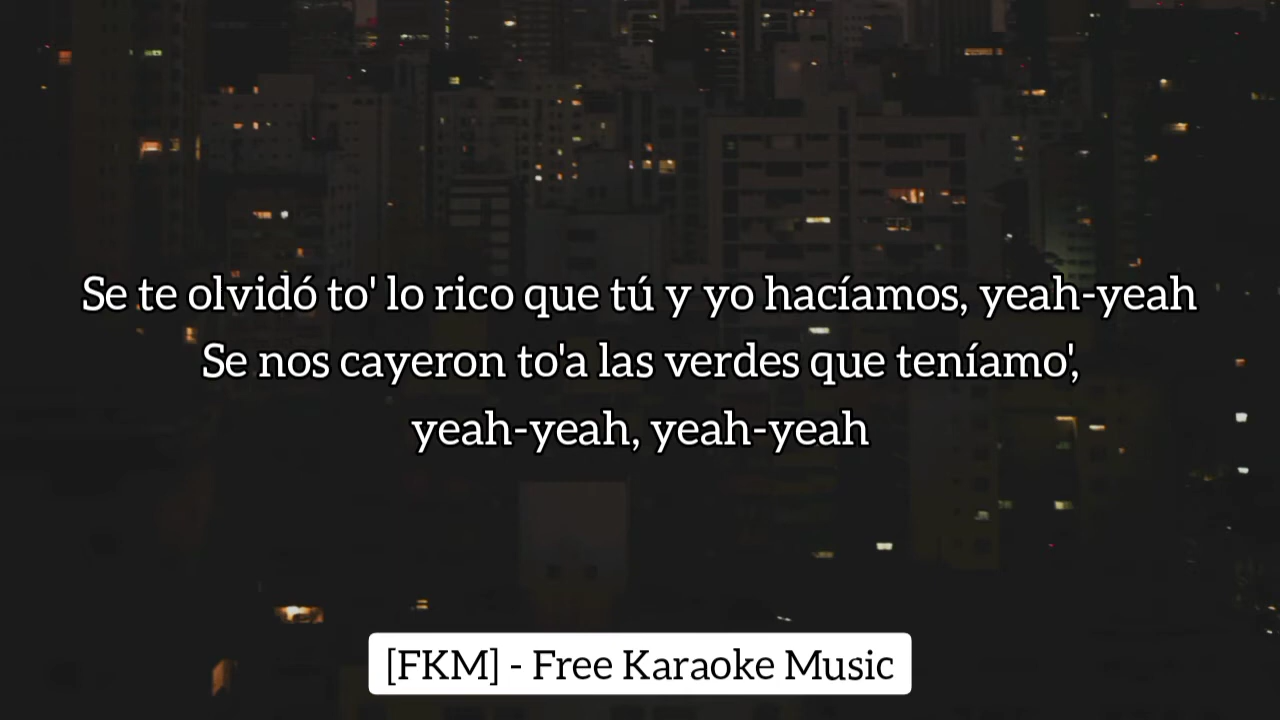 Se te olvidó to' lo rico que tú y yo hacíamos, yeah-yeah
Se nos cayeron to'a las verdes que teníamo',
yeah-yeah, yeah-yeah
[FKM] - Free Karaoke Music